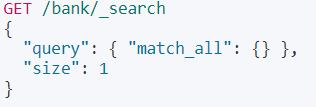 GET /bank/_search
{
  "query": { "match_all": {} },
  "size": 1
}